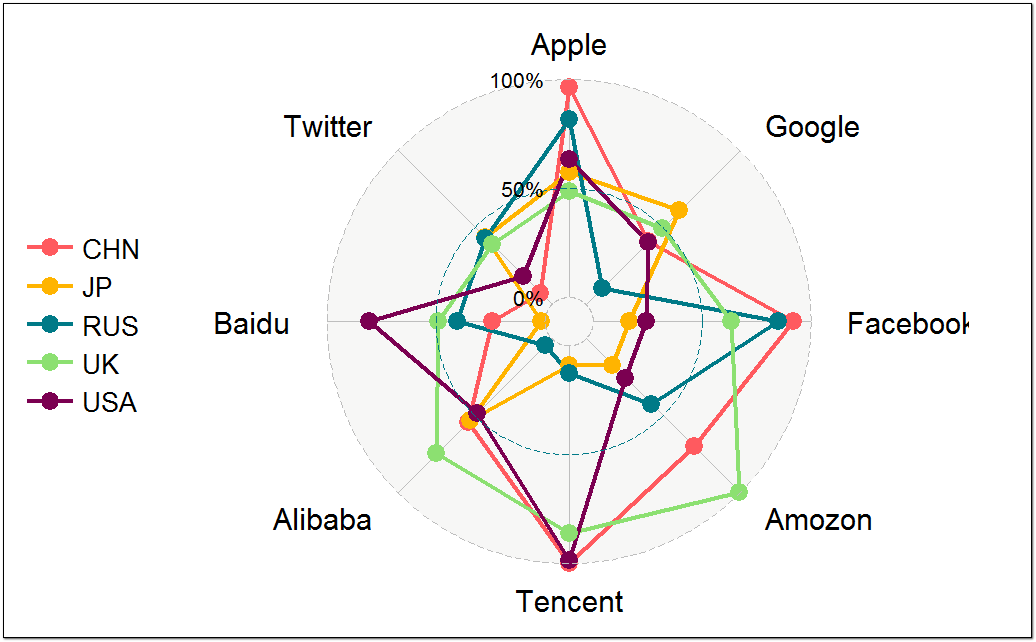 Apple
100%
Twitter
Google
50%
CHN
JP
0%
RUS
Baidu
Facebook
UK
USA
Alibaba
Amozon
Tencent